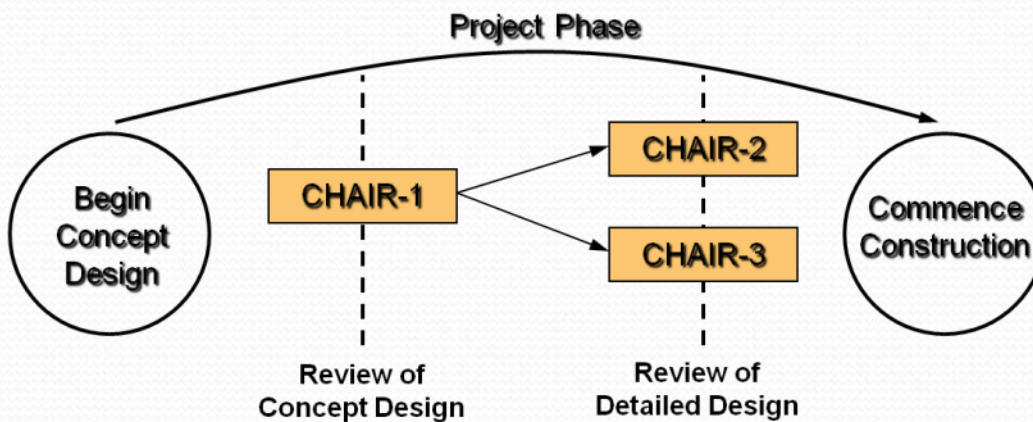 Project Phase
Begin
Concept
Design
CHAIR-1
CHAIR-2
CHAIR-3
Commence
Construction
Review of
Concept Design
Review of
Detailed Design